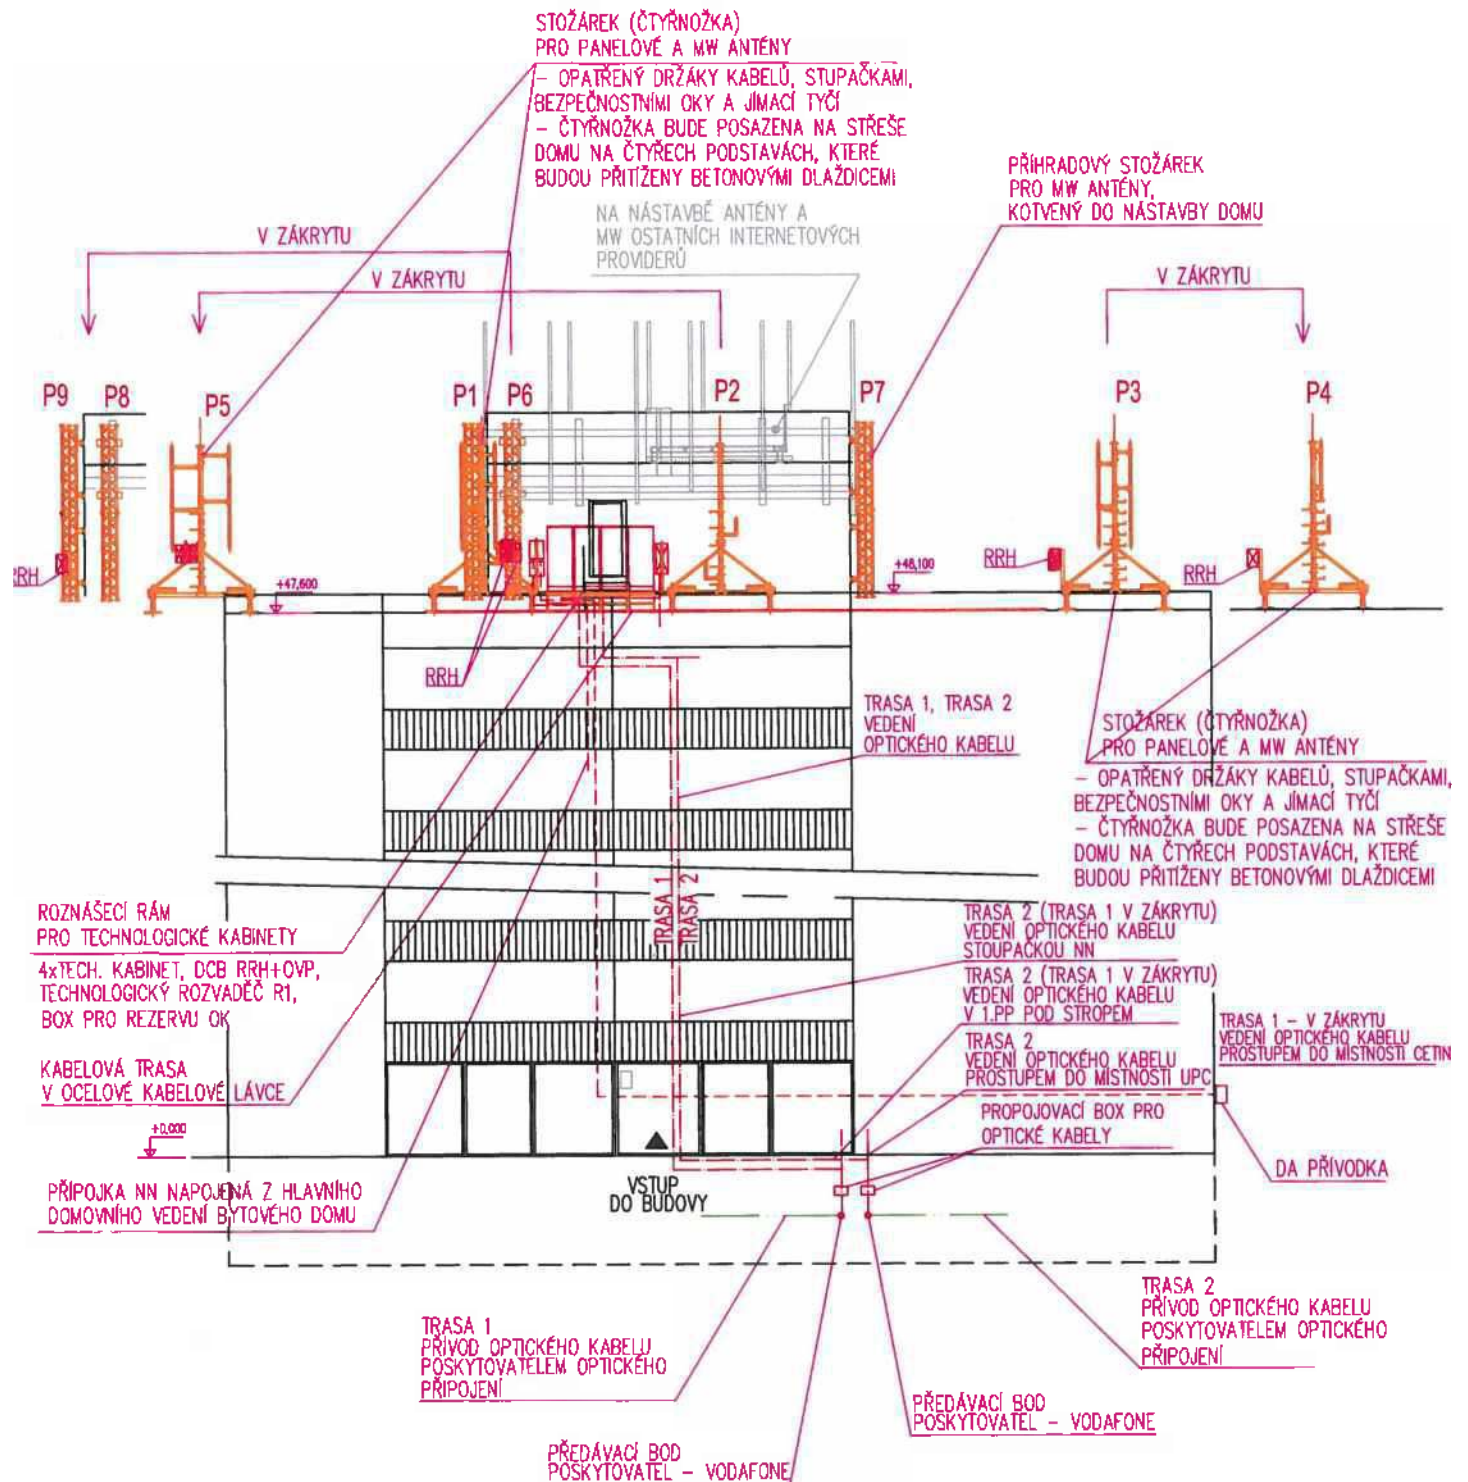 STOŽÁREK (ČTYŘNOŽKA)
PRO PANELOVÉ A MW ANTÉNY
– OPATŘENÝ DRŽÁKY KABELŮ, STUPAČKAMI,
BEZPEČNOSTNÍMI OKY A JÍMACÍ TYČÍ
– ČTYŘNOŽKA BUDE POSAZENA NA STŘEŠE
DOMU NA ČTYŘECH PODSTAVÁCH, KTERÉ
BUDOU PŘITÍŽENY BETONOVÝMI DLAŽDICEMI
NA NÁSTAVBĚ ANTÉNY A
MW OSTATNÍCH INTERNETOVÝCH
PROVIDERŮ
PŘÍHRADOVÝ STOŽÁREK
PRO MW ANTÉNY,
KOTVENÝ DO NÁSTAVBY DOMU
V ZÁKRYTU
V ZÁKRYTU
V ZÁKRYTU
P9
P8
P5
P1
P6
P2
P7
P3
P4
RRH
+47,600
+48,100
RRH
RRH
RRH
TRASA 1, TRASA 2
VEDENÍ
OPTICKÉHO KABELU
STOŽÁREK (ČTYŘNOŽKA)
PRO PANELOVÉ A MW ANTÉNY
– OPATŘENÝ DRŽÁKY KABELŮ, STUPAČKAMI,
BEZPEČNOSTNÍMI OKY A JÍMACÍ TYČÍ
– ČTYŘNOŽKA BUDE POSAZENA NA STŘEŠE
DOMU NA ČTYŘECH PODSTAVÁCH, KTERÉ
BUDOU PŘITÍŽENY BETONOVÝMI DLAŽDICEMI
TRASA 1
TRASA 2
ROZNÁŠECÍ RÁM
PRO TECHNOLOGICKÉ KABINETY
4xTECH. KABINET, DCB RRH+OVP,
TECHNOLOGICKÝ ROZVADĚČ R1,
BOX PRO REZERVU OK
KABELOVÁ TRASA
V OCELOVÉ KABELOVÉ LÁVCE
+0,000
PŘÍPOJKA NN NAPOJENÁ Z HLAVNÍHO
DOMOVNÍHO VEDENÍ BYTOVÉHO DOMU
TRASA 2 (TRASA 1 V ZÁKRYTU)
VEDENÍ OPTICKÉHO KABELU
STOUPAČKOU NN
TRASA 2 (TRASA 1 V ZÁKRYTU)
VEDENÍ OPTICKÉHO KABELU
V 1.PP POD STROPEM
TRASA 2
VEDENÍ OPTICKÉHO KABELU
PROSTUPEM DO MÍSTNOSTI UPC
TRASA 1 – V ZÁKRYTU
VEDENÍ OPTICKÉHO KABELU
PROSTUPEM DO MÍSTNOSTI CETIN
PROPOJOVACÍ BOX PRO
OPTICKÉ KABELY
DA PŘÍVODKA
VSTUP
DO BUDOVY
TRASA 1
PŘÍVOD OPTICKÉHO KABELU
POSKYTOVATELEM OPTICKÉHO
PŘIPOJENÍ
TRASA 2
PŘÍVOD OPTICKÉHO KABELU
POSKYTOVATELEM OPTICKÉHO
PŘIPOJENÍ
PŘEDÁVACÍ BOD
POSKYTOVATEL – VODAFONE
PŘEDÁVACÍ BOD
POSKYTOVATEL – VODAFONE